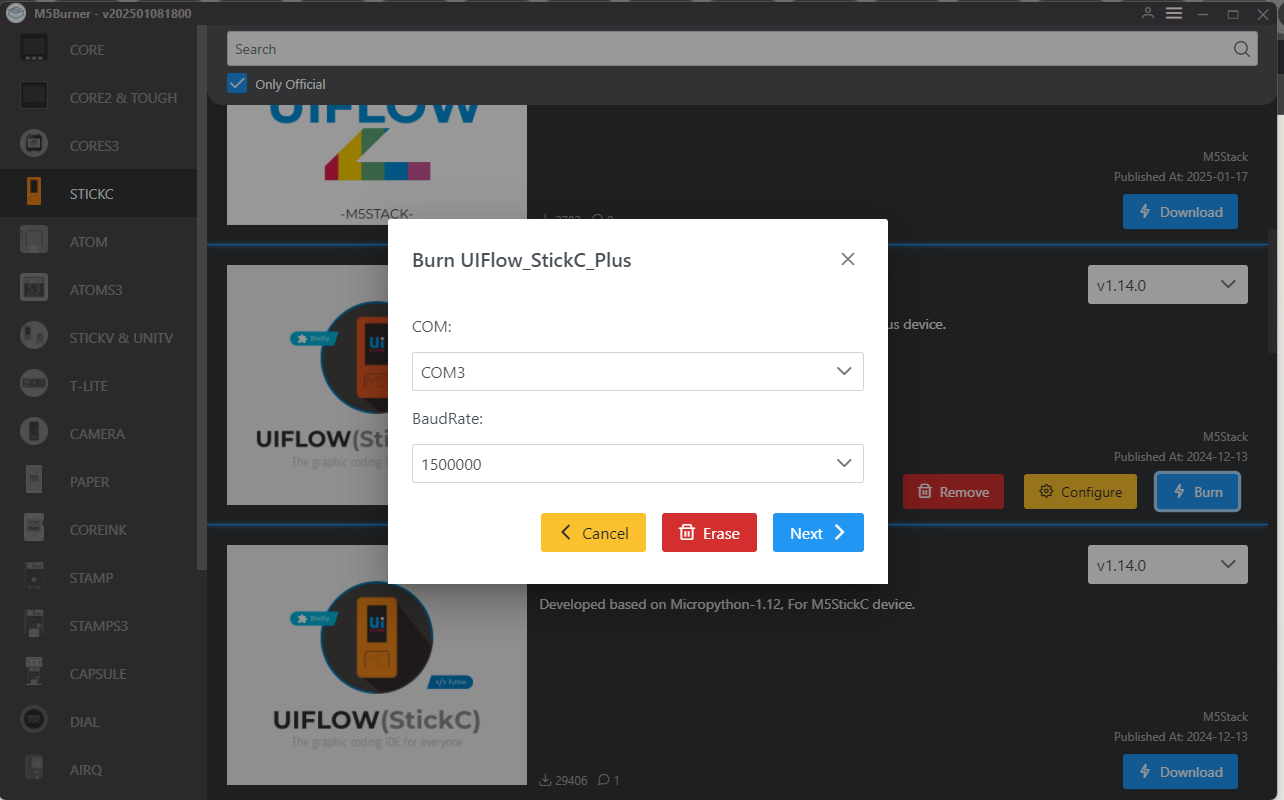 M5Burner - v202501081800
CORE
CORE2 & TOUGH
CORES3
STICKC
ATOM
ATOMS3
STICKV & UNITV
T-LITE
CAMERA
PAPER
COREINK
STAMP
STAMPS3
CAPSULE
DIAL
AIRQ
Search
Only Official
UIFLOW
-M5STACK-
M5Stack
Published At: 2025-01-17
Download
Burn UIFlow_StickC_Plus
COM:
COM3
BaudRate:
1500000
Cancel
Erase
Next
v1.14.0
us device.
Blockly
Ui
M5
UIFLOW(Sti
The graphic coding
M5Stack
Published At: 2024-12-13
Remove
Configure
Burn
v1.14.0
Developed based on Micropython-1.12, For M5StickC device.
Blockly
Ui
M5
</> Python
UIFLOW(StickC)
The graphic coding IDE for everyone
29406
1
M5Stack
Published At: 2024-12-13
Download